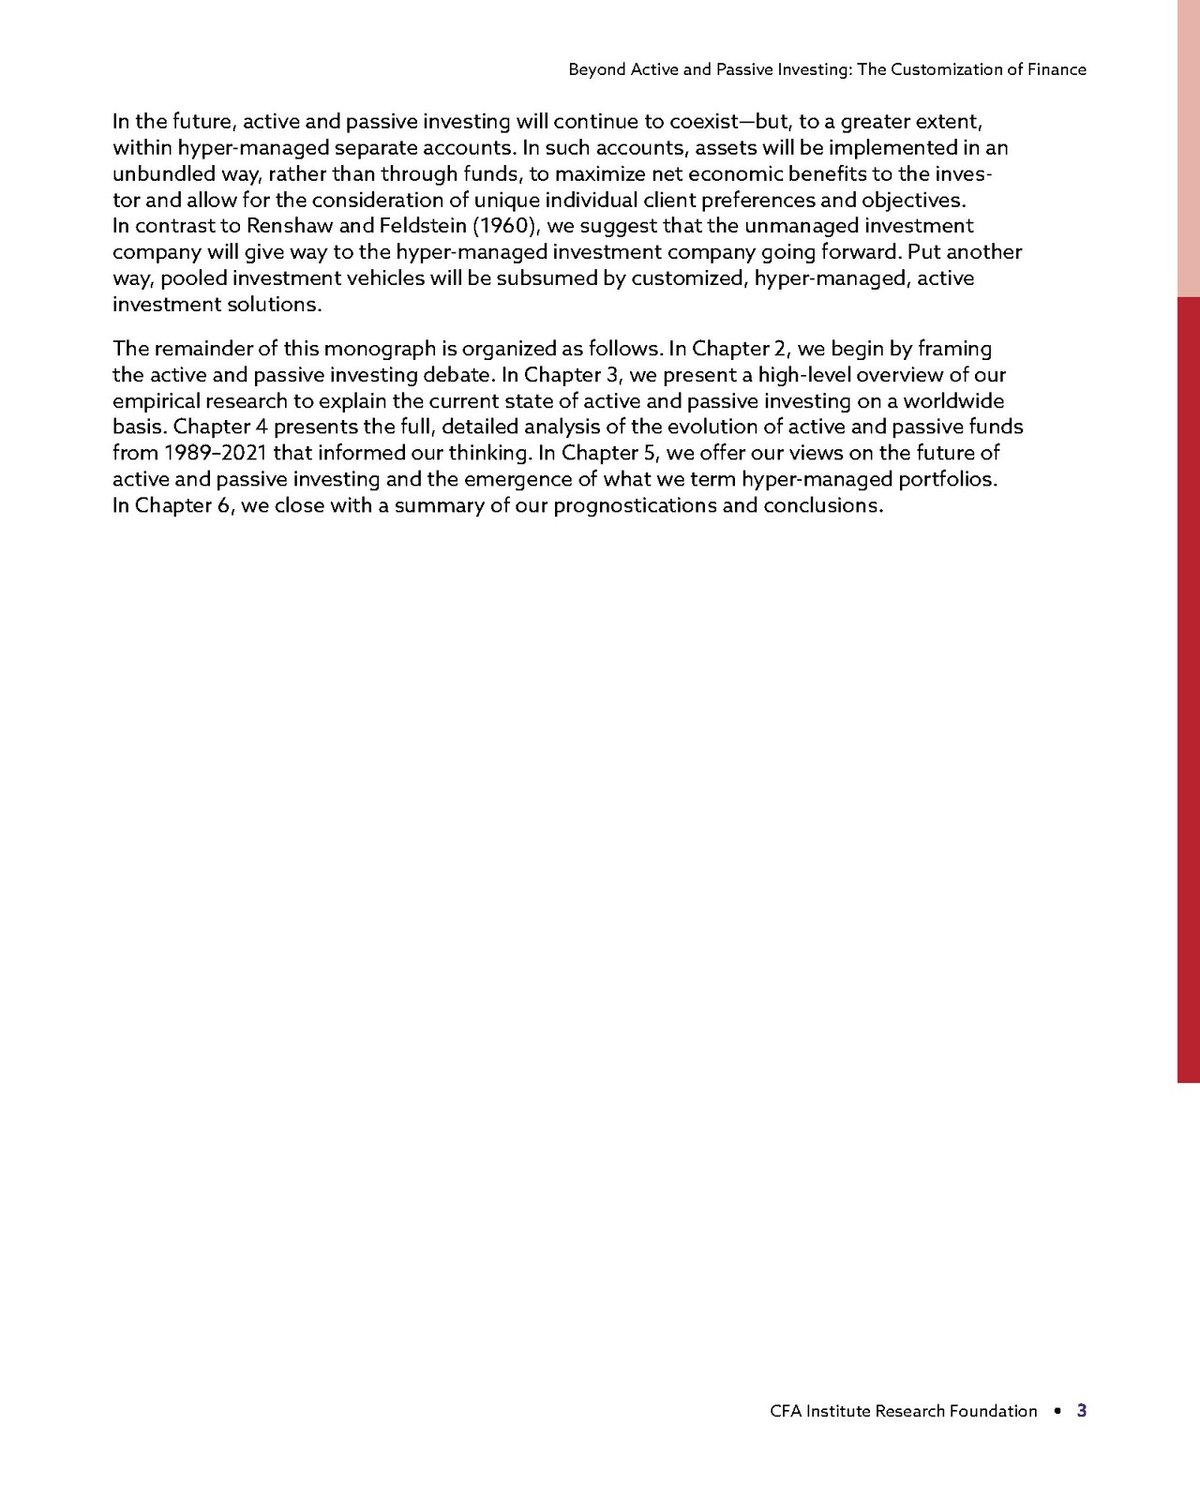 Beyond Active and Passive Investing: The Customization of Finance
In the future, active and passive investing will continue to coexist—but, to a greater extent,
within hyper-managed separate accounts. In such accounts, assets will be implemented in an
unbundled way, rather than through funds, to maximize net economic benefits to the inves-
tor and allow for the consideration of unique individual client preferences and objectives.
In contrast to Renshaw and Feldstein (1960), we suggest that the unmanaged investment
company will give way to the hyper-managed investment company going forward. Put another
way, pooled investment vehicles will be subsumed by customized, hyper-managed, active
investment solutions.
The remainder of this monograph is organized as follows. In Chapter 2, we begin by framing
the active and passive investing debate. In Chapter 3, we present a high-level overview of our
empirical research to explain the current state of active and passive investing on a worldwide
basis. Chapter 4 presents the full, detailed analysis of the evolution of active and passive funds
from 1989–2021 that informed our thinking. In Chapter 5, we offer our views on the future of
active and passive investing and the emergence of what we term hyper-managed portfolios.
In Chapter 6, we close with a summary of our prognostications and conclusions.
CFA Institute Research Foundation • 3